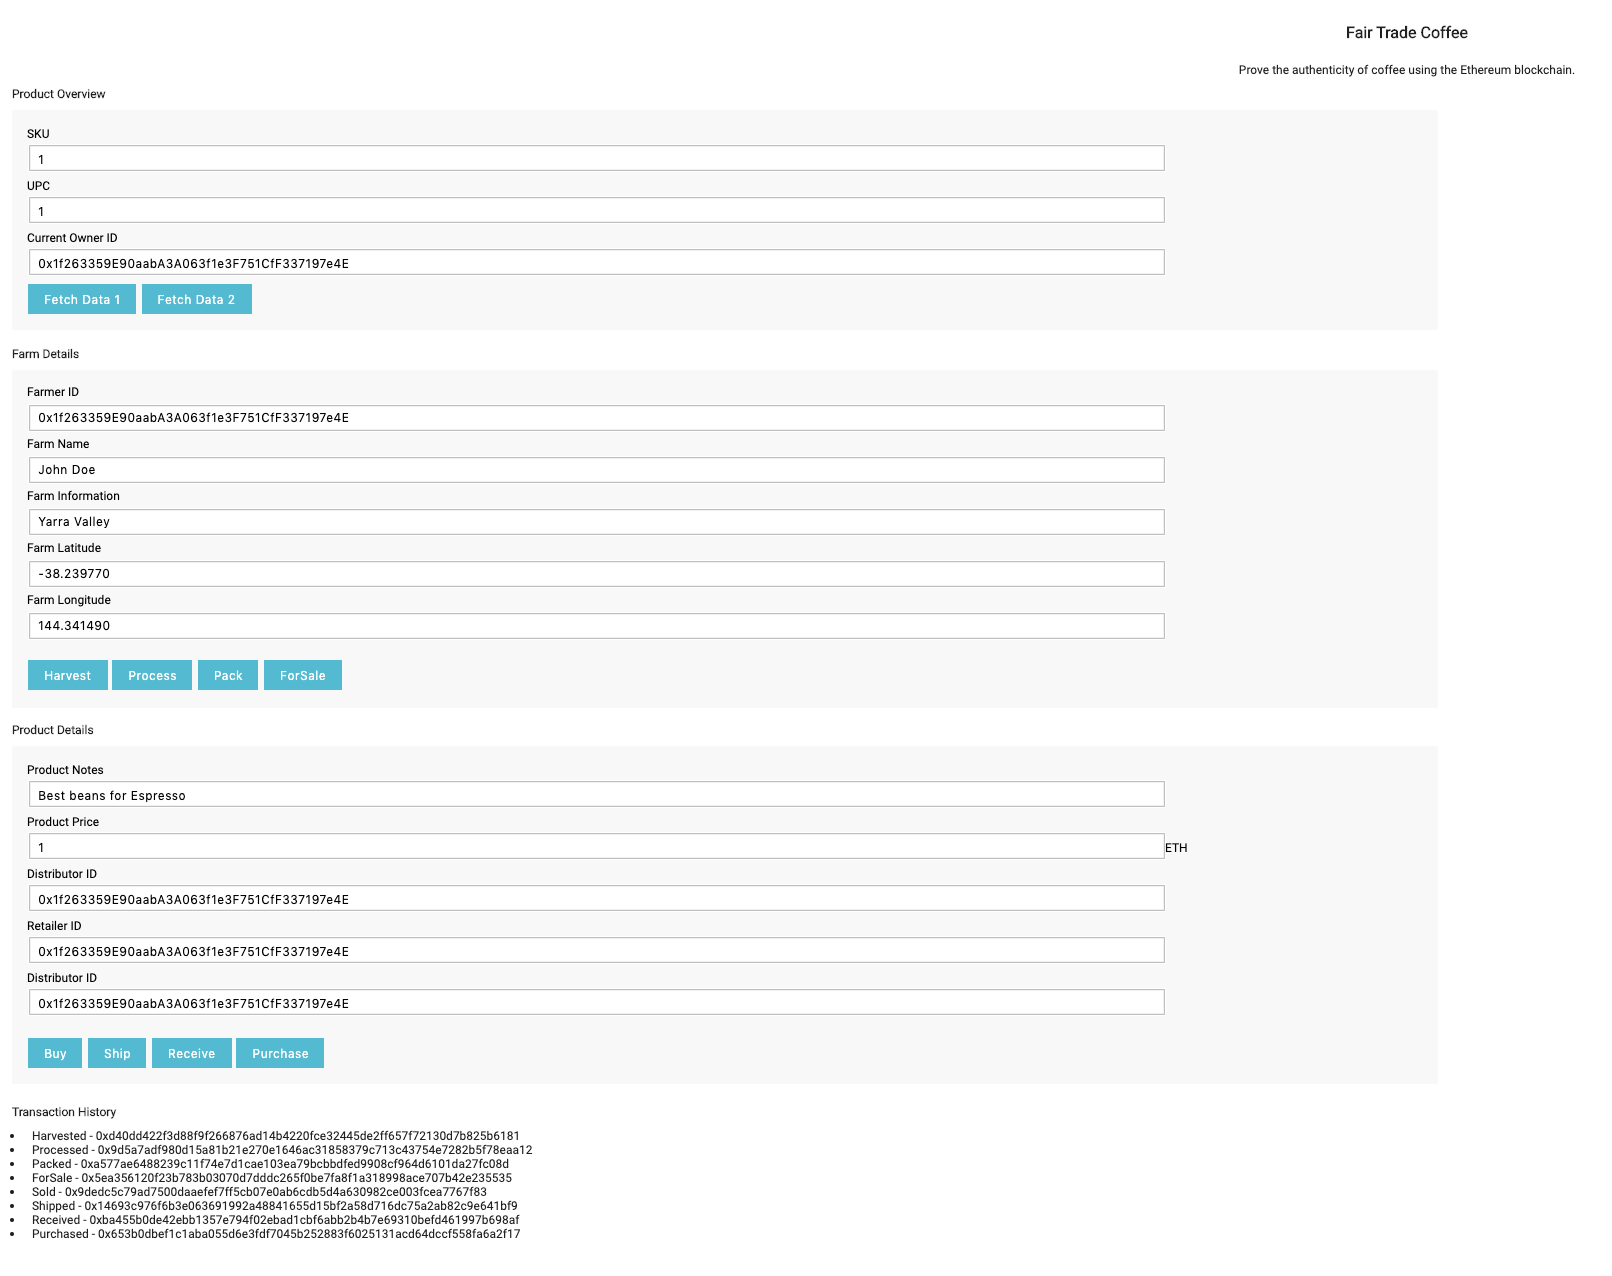 Fair Trade Coffee
Prove the authenticity of coffee using the Ethereum blockchain.
Product Overview
SKU
1
UPC
1
Current Owner ID
0x1f263359E90aabA3A063f1e3F751CfF337197e4E
Fetch Data 1 Fetch Data 2
Farm Details
Farmer ID
0x1f263359E90aabA3A063f1e3F751CfF337197e4E
Farm Name
John Doe
Farm Information
Yarra Valley
Farm Latitude
-38.239770
Farm Longitude
144.341490
Harvest Process Pack ForSale
Product Details
Product Notes
Best beans for Espresso
Product Price
1 ETH
Distributor ID
0x1f263359E90aabA3A063f1e3F751CfF337197e4E
Retailer ID
0x1f263359E90aabA3A063f1e3F751CfF337197e4E
Distributor ID
0x1f263359E90aabA3A063f1e3F751CfF337197e4E
Buy Ship Receive Purchase
Transaction History
• Harvested - 0xd40dd422f3d88f9f266876ad14b4220fce32445de2ff657f72130d7b825b6181
• Processed - 0x9d5a7adf980d15a81b21e270e1646ac31858379c713c43754e7282b5f78eaa12
• Packed - 0xa577ae6488239c11f74e7d1cae103ea79bcbbdfed9908cf964d6101da27fc08d
• ForSale - 0x5ea356120f23b783b03070d7dddc265f0be7fa8f1a318998ace707b42e235535
• Sold - 0x9dedc5c79ad7500daaefef7ff5cb07e0ab6cdb5d4a630982ce003fcea7767f83
• Shipped - 0x14693c976f6b3e063691992a48841655d15bf2a58d716dc75a2ab82c9e641bf9
• Received - 0xba455b0de42ebb1357e794f02ebad1cbf6abb2b4b7e69310befd461997b698af
• Purchased - 0x653b0dbef1c1aba055d6e3fdf7045b252883f6025131acd64dccf558fa6a2f17